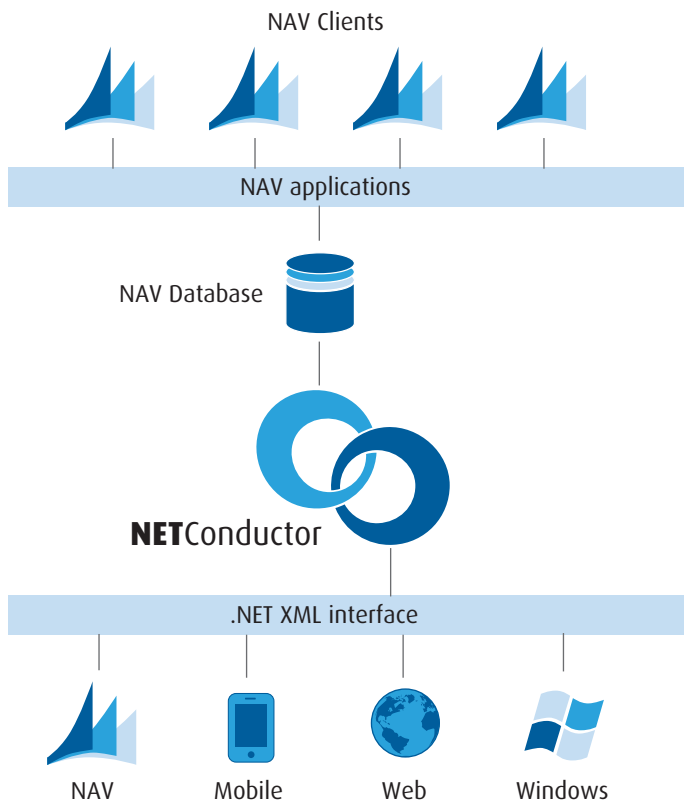 NAV Clients
NAV applications
NAV Database
NETConductor
.NET XML interface
NAV
Mobile
Web
Windows